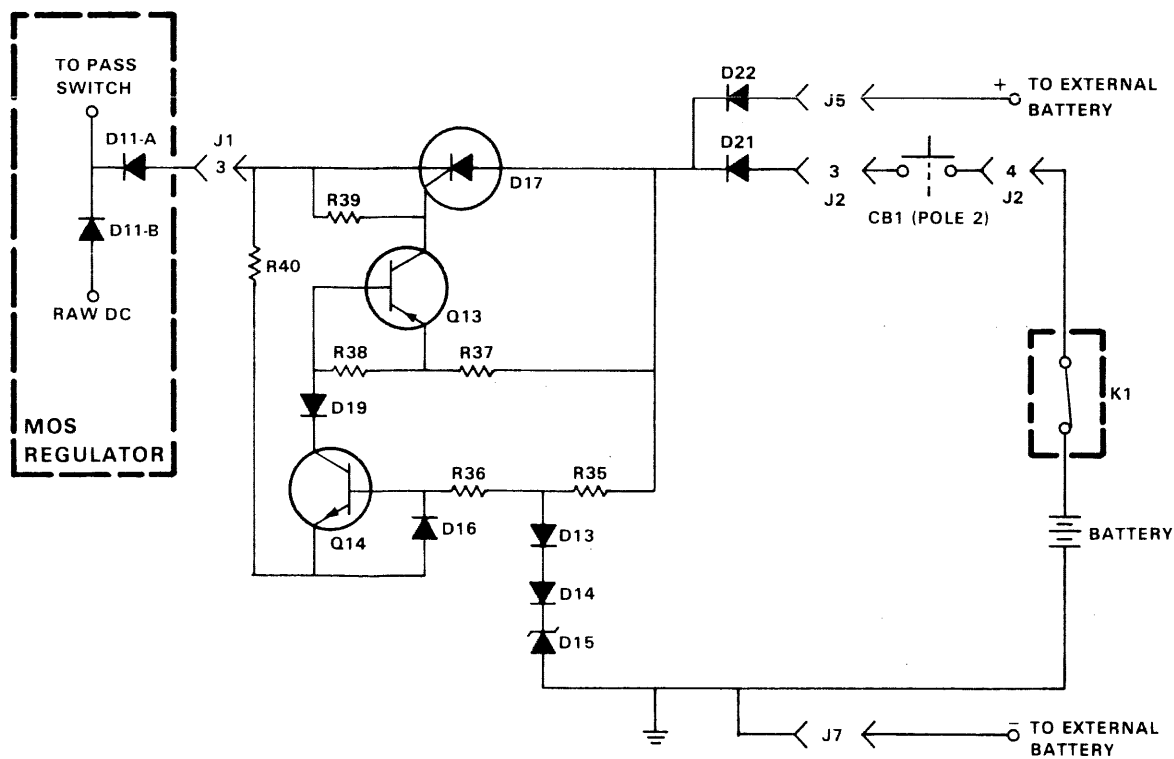 TO PASS
SWITCH
D11-A
J1
3
D11-B
RAW DC
MOS
REGULATOR
R39
D17
R40
Q13
R38
R37
D19
Q14
R36
R35
D16
D13
D14
D15
D22
J5
+ TO EXTERNAL
BATTERY
D21
3
J2
4
J2
CB1 (POLE 2)
K1
BATTERY
J7
− TO EXTERNAL
BATTERY